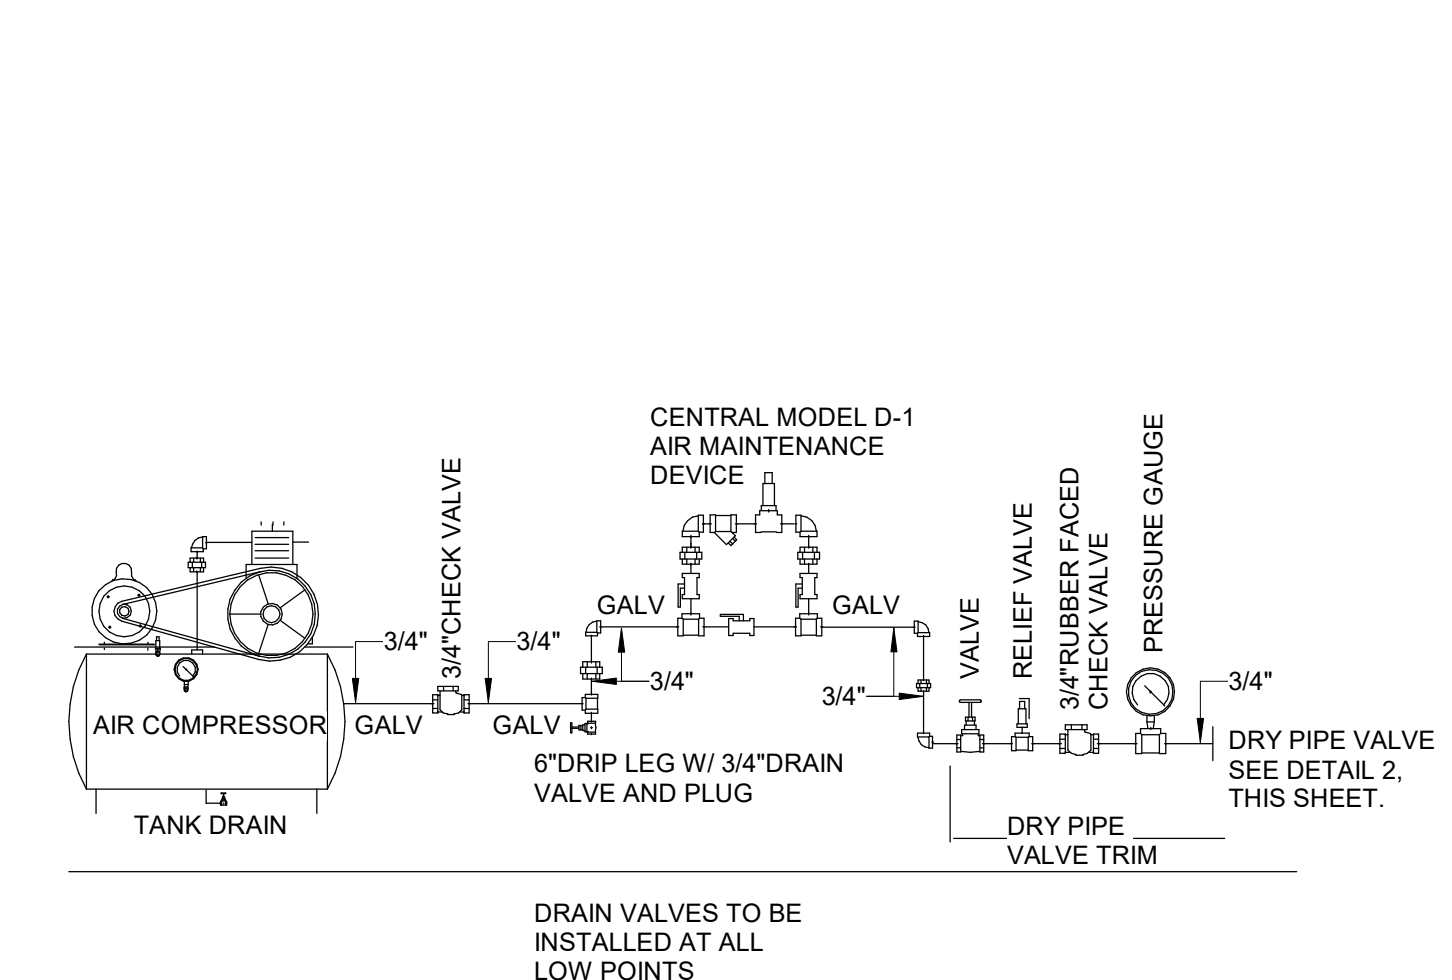 CENTRAL MODEL D-1
AIR MAINTENANCE
DEVICE
3/4"CHECK VALVE
VALVE
RELIEF VALVE
3/4"RUBBER FACED
CHECK VALVE
PRESSURE GAUGE
GALV
GALV
3/4"
3/4"
3/4"
3/4"
3/4"
AIR COMPRESSOR
GALV
GALV
6"DRIP LEG W/ 3/4"DRAIN
VALVE AND PLUG
DRY PIPE VALVE
SEE DETAIL 2,
THIS SHEET.
TANK DRAIN
DRY PIPE
VALVE TRIM
DRAIN VALVES TO BE
INSTALLED AT ALL
LOW POINTS